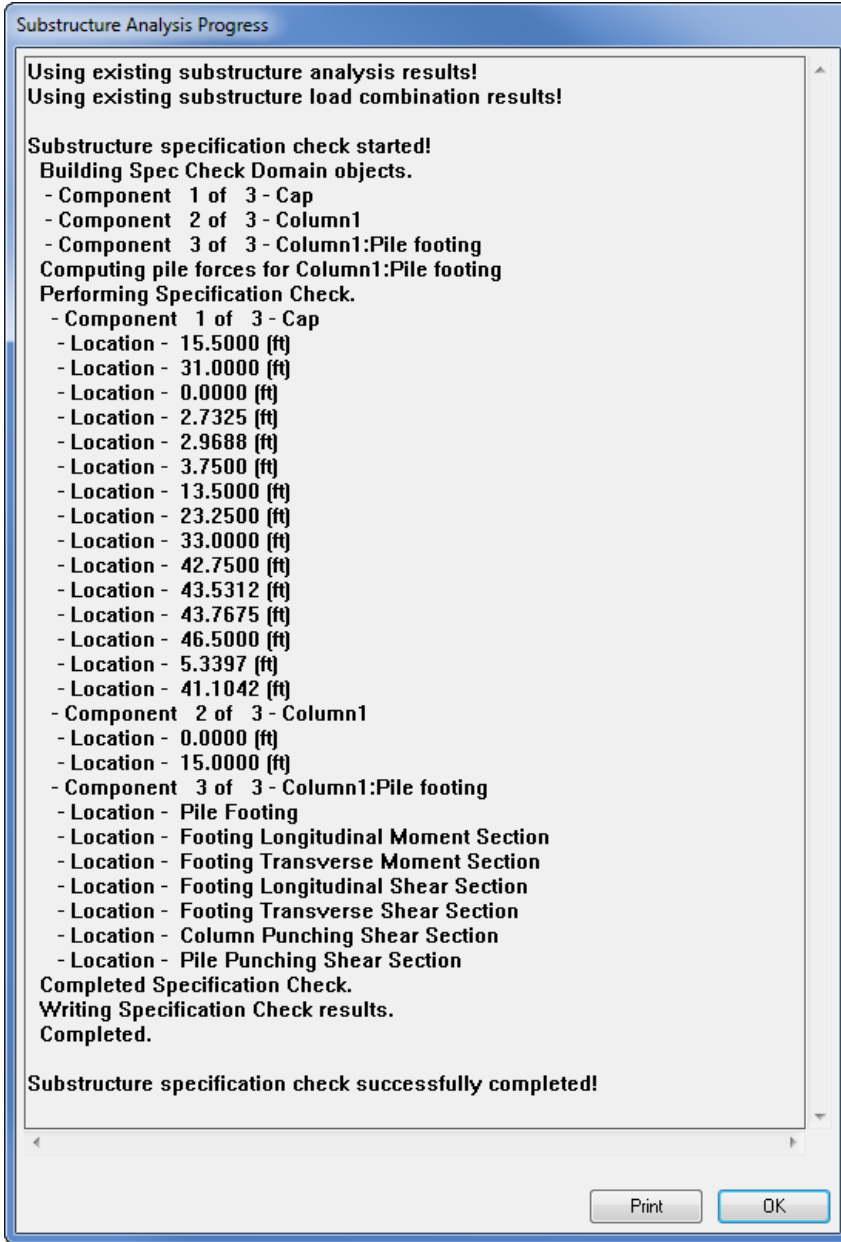 Substructure Analysis Progress
Using existing substructure analysis results!
Using existing substructure load combination results!
Substructure specification check started!
Building Spec Check Domain objects.
- Component 1 of 3 - Cap
- Component 2 of 3 - Column1
- Component 3 of 3 - Column1:Pile footing
Computing pile forces for Column1:Pile footing
Performing Specification Check.
- Component 1 of 3 - Cap
- Location - 15.5000 (ft)
- Location - 31.0000 (ft)
- Location - 0.0000 (ft)
- Location - 2.7325 (ft)
- Location - 2.9688 (ft)
- Location - 3.7500 (ft)
- Location - 13.5000 (ft)
- Location - 23.2500 (ft)
- Location - 33.0000 (ft)
- Location - 42.7500 (ft)
- Location - 43.5312 (ft)
- Location - 43.7675 (ft)
- Location - 46.5000 (ft)
- Location - 5.3397 (ft)
- Location - 41.1042 (ft)
- Component 2 of 3 - Column1
- Location - 0.0000 (ft)
- Location - 15.0000 (ft)
- Component 3 of 3 - Column1:Pile footing
- Location - Pile Footing
- Location - Footing Longitudinal Moment Section
- Location - Footing Transverse Moment Section
- Location - Footing Longitudinal Shear Section
- Location - Footing Transverse Shear Section
- Location - Column Punching Shear Section
- Location - Pile Punching Shear Section
Completed Specification Check.
Writing Specification Check results.
Completed.
Substructure specification check successfully completed!
Print OK